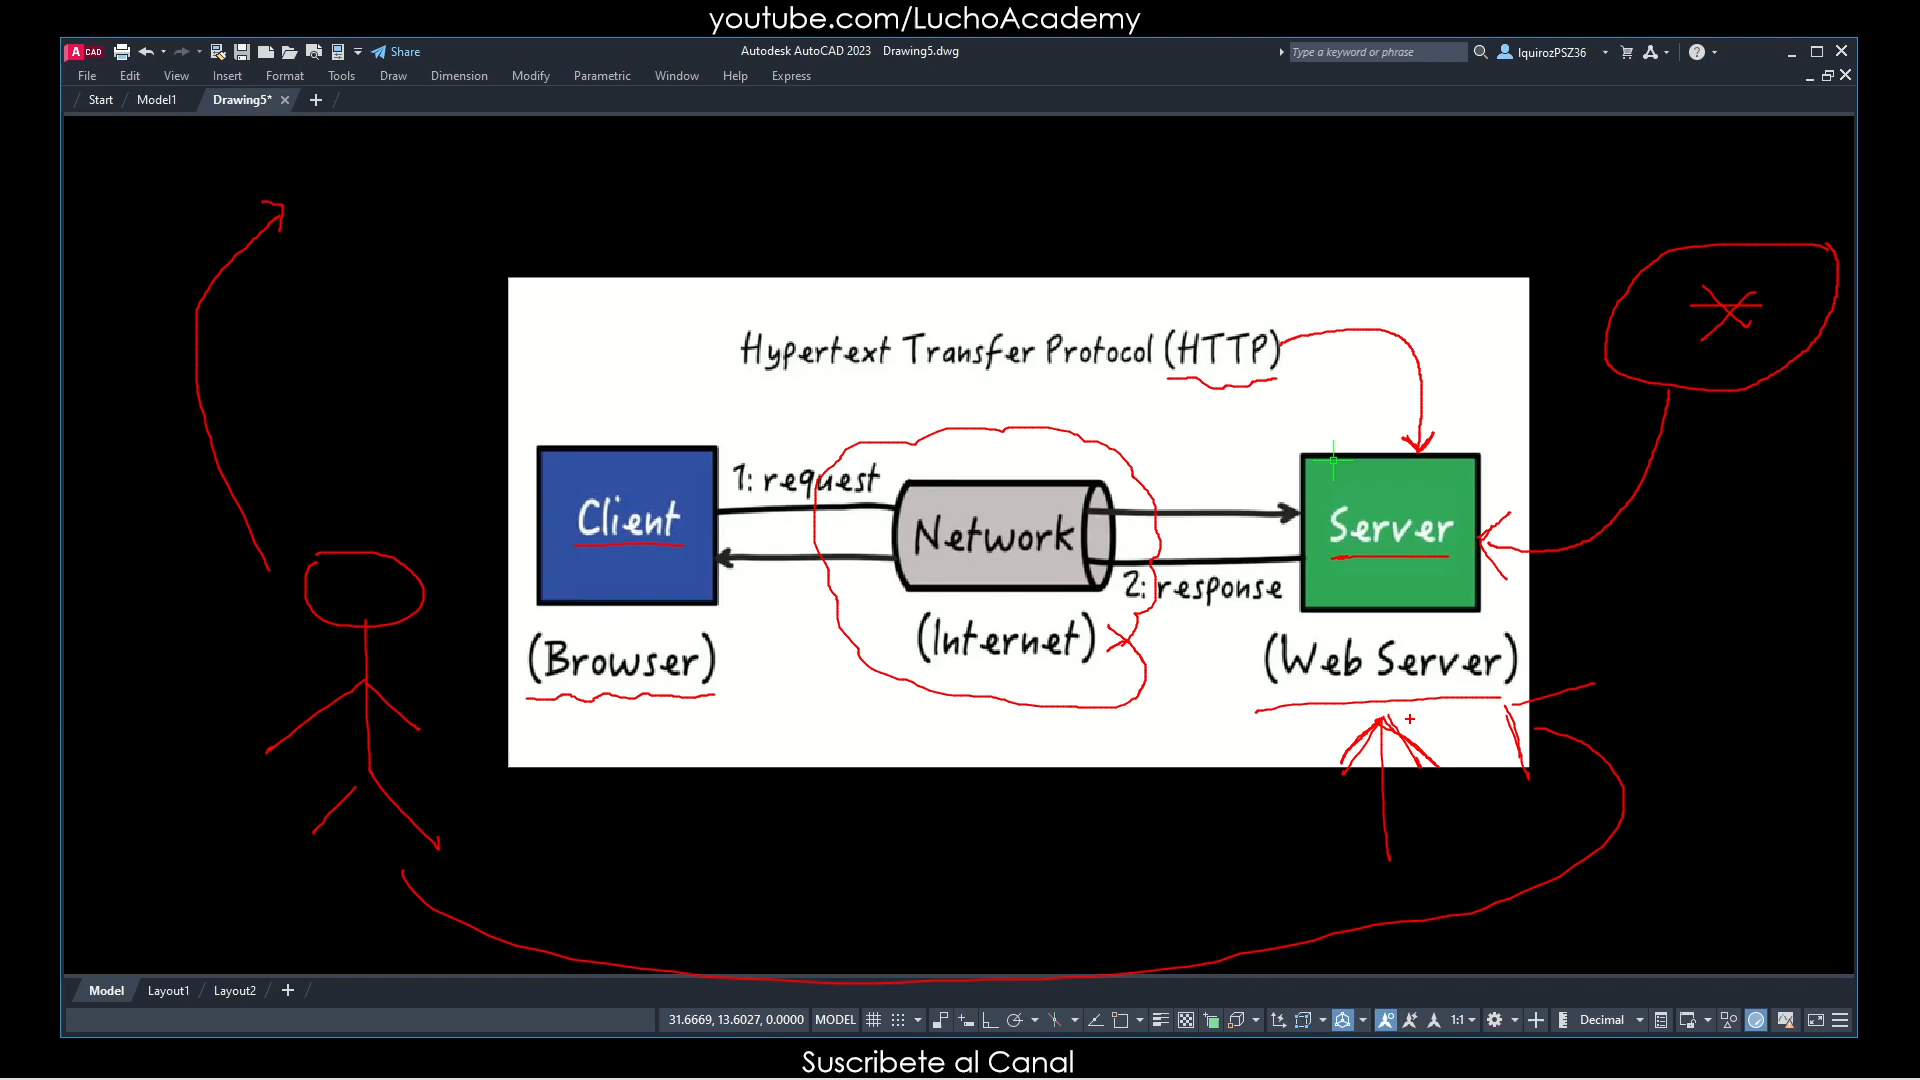 youtube.com/LuchoAcademy
A CAD Share Autodesk AutoCAD 2023 Drawing5.dwg Type a keyword or phrase lquirozPSZ36
File Edit View Insert Format Tools Draw Dimension Modify Parametric Window Help Express
Start Model1 Drawing5*
Hypertext Transfer Protocol (HTTP)
1: request
Client
Network
Server
2: response
(Browser)
(Internet)
(Web Server)
Model Layout1 Layout2
31.6669, 13.6027, 0.0000 MODEL 1:1 Decimal
Suscribete al Canal